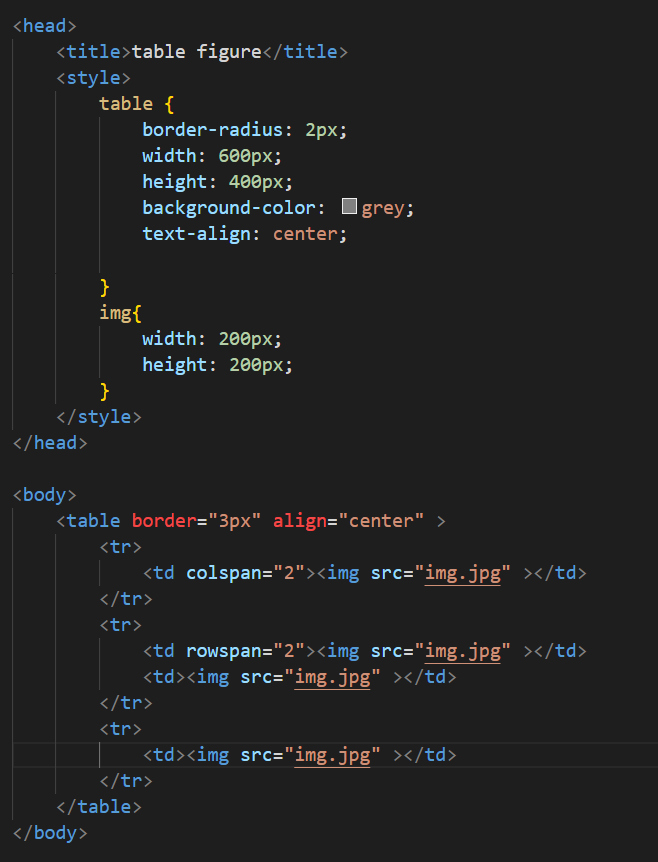 <head>
    <title>table figure</title>
    <style>
        table {
            border-radius: 2px;
            width: 600px;
            height: 400px;
            background-color: grey;
            text-align: center;

        }
        img{
            width: 200px;
            height: 200px;
        }
    </style>
</head>

<body>
    <table border="3px" align="center" >
        <tr>
            <td colspan="2"><img src="img.jpg" ></td>
        </tr>
        <tr>
            <td rowspan="2"><img src="img.jpg" ></td>
            <td><img src="img.jpg" ></td>
        </tr>
        <tr>
            <td><img src="img.jpg" ></td>
        </tr>
    </table>
</body>